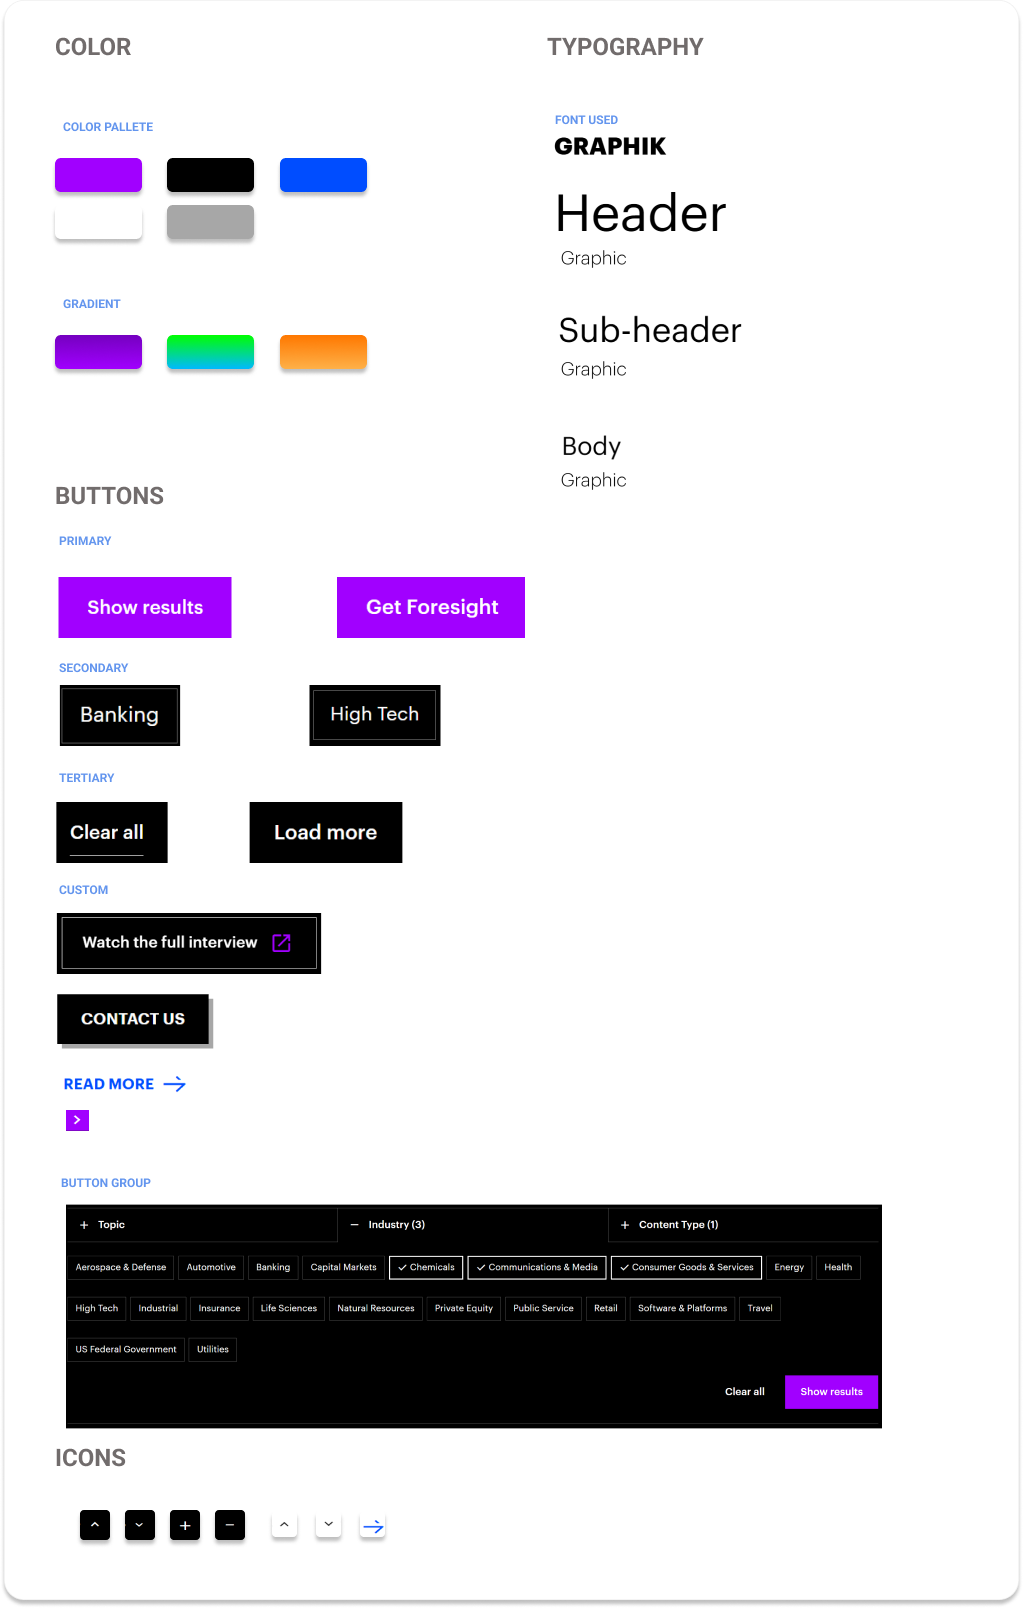 COLOR
COLOR PALLETE
GRADIENT
TYPOGRAPHY
FONT USED
GRAPHIK
Header
Graphic
Sub-header
Graphic
Body
Graphic
BUTTONS
PRIMARY
Show results
Get Foresight
SECONDARY
Banking
High Tech
TERTIARY
Clear all
Load more
CUSTOM
Watch the full interview
CONTACT US
READ MORE
BUTTON GROUP
+ Topic
− Industry (3)
+ Content Type (1)
Aerospace & Defense Automotive Banking Capital Markets Chemicals Communications & Media Consumer Goods & Services Energy Health
High Tech Industrial Insurance Life Sciences Natural Resources Private Equity Public Service Retail Software & Platforms Travel
US Federal Government Utilities
Clear all Show results
ICONS